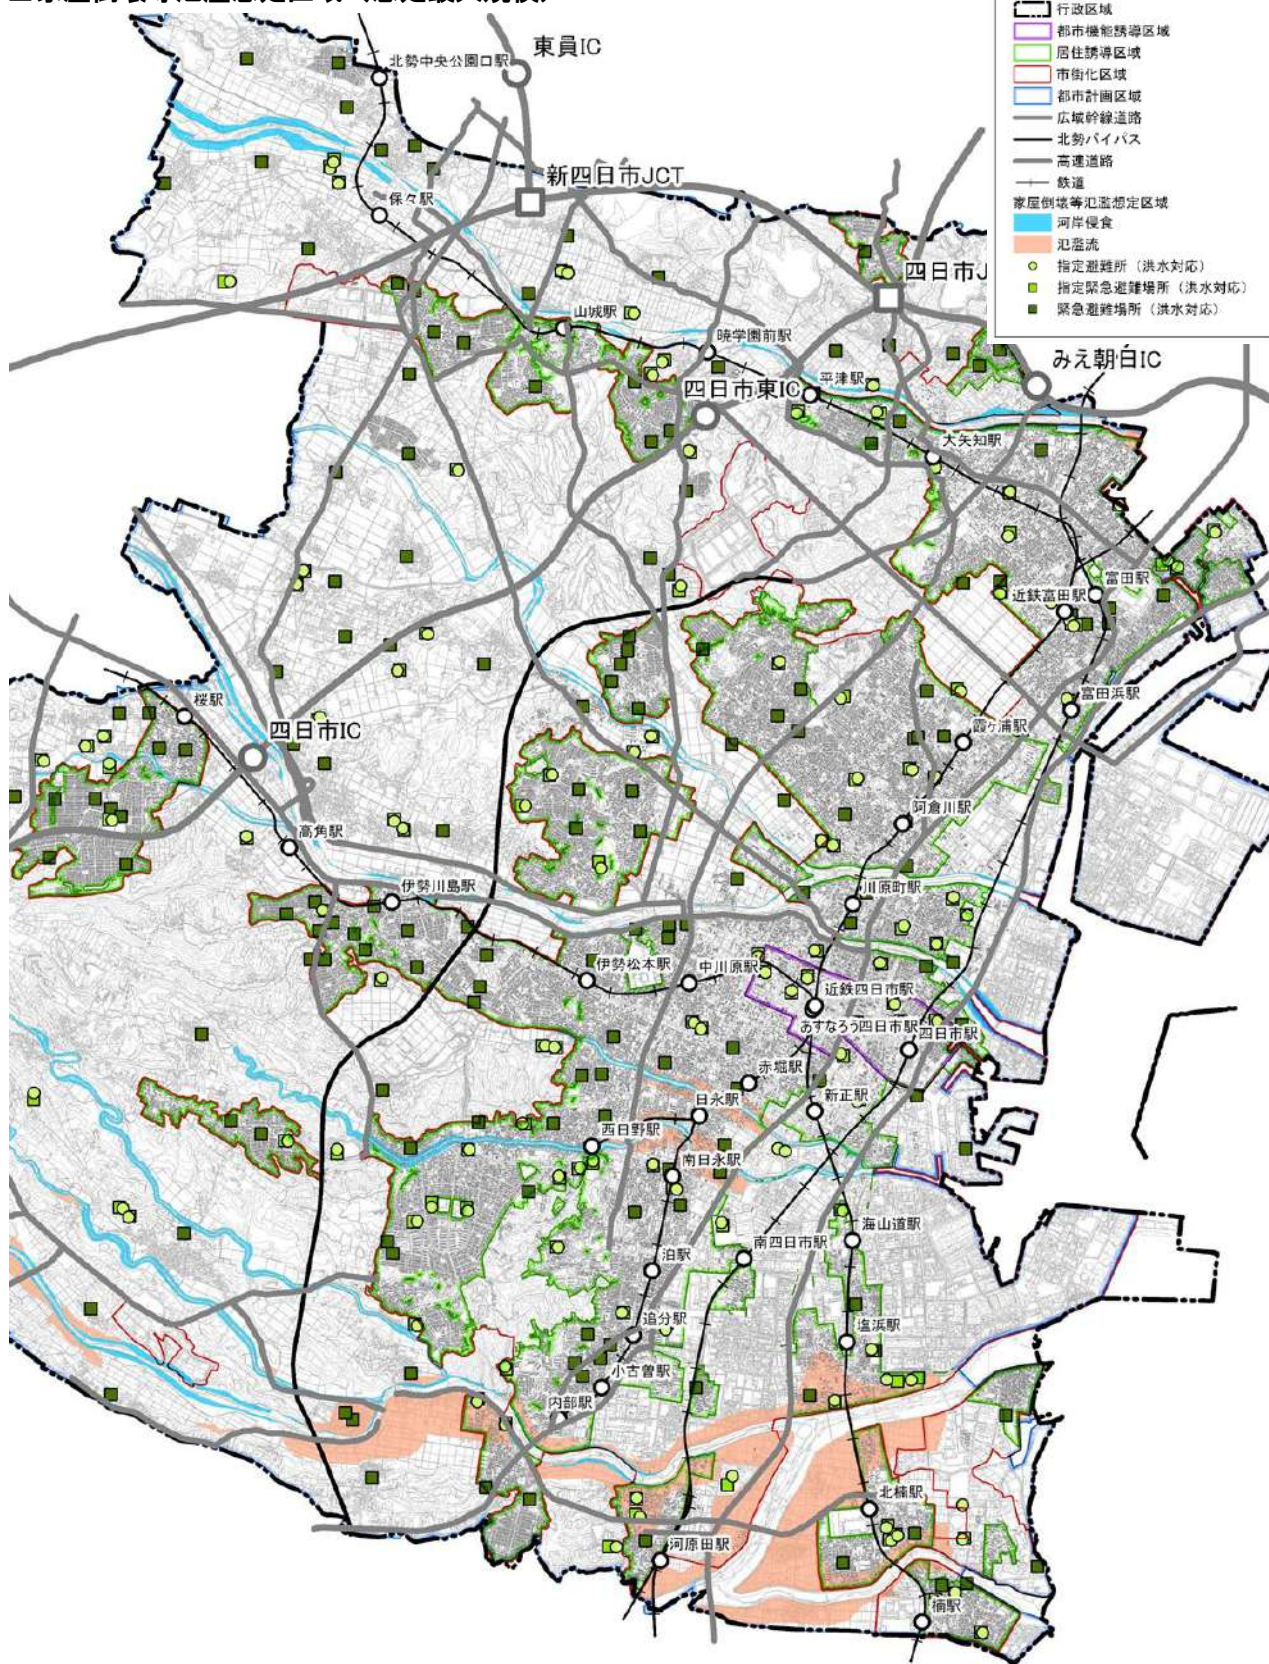 行政区域
都市機能誘導区域
居住誘導区域
市街化区域
都市計画区域
広域幹線道路
北勢バイパス
高速道路
鉄道
家屋倒壊等氾濫想定区域
河岸侵食
氾濫流
指定避難所（洪水対応）
指定緊急避難場所（洪水対応）
緊急避難場所（洪水対応）
東員IC
北勢中央公園口駅
新四日市JCT
保々駅
四日市J
山城駅
暁学園前駅
みえ朝日IC
平津駅
四日市東IC
大矢知駅
富田駅
近鉄富田駅
桜駅
富田浜駅
四日市IC
霞ヶ浦駅
阿倉川駅
高角駅
伊勢川島駅
川原町駅
伊勢松本駅
中川原駅
近鉄四日市駅
あすなろう四日市駅
四日市駅
赤堀駅
日永駅
新正駅
西日野駅
南日永駅
海山道駅
南四日市駅
泊駅
追分駅
塩浜駅
小古曽駅
内部駅
北楠駅
河原田駅
楠駅